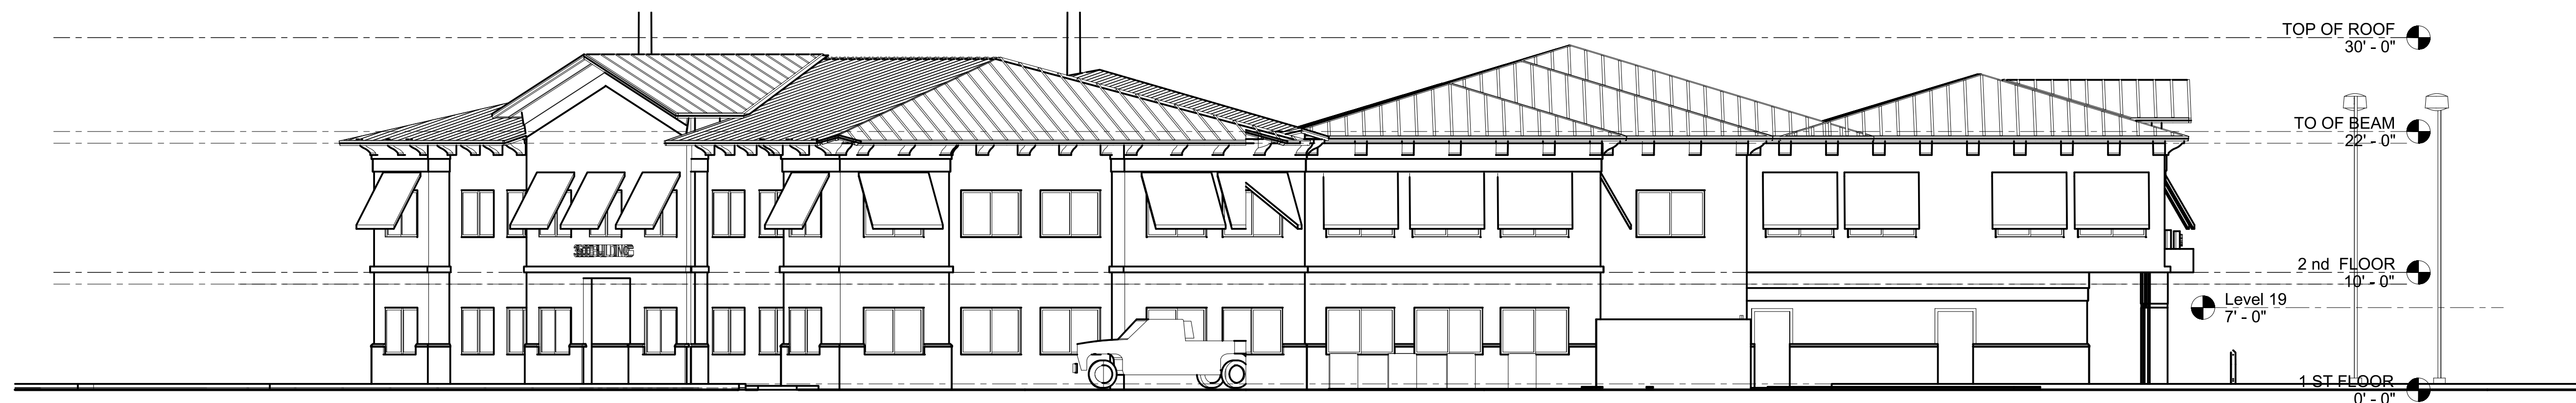 TOP OF ROOF
30' - 0"
TO OF BEAM
22' - 0"
2 nd FLOOR
10' - 0"
Level 19
7' - 0"
1 ST FLOOR
0' - 0"